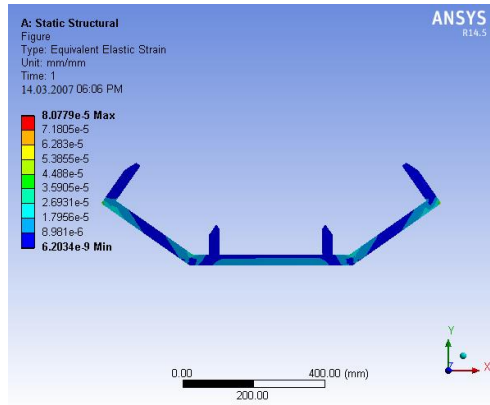 A: Static Structural
Figure
Type: Equivalent Elastic Strain
Unit: mm/mm
Time: 1
14.03.2007 06:06 PM
ANSYS
R14.5
8.0779e-5 Max
7.1805e-5
6.283e-5
5.3855e-5
4.488e-5
3.5905e-5
2.6931e-5
1.7956e-5
8.981e-6
6.2034e-9 Min
Y
X
0.00 400.00 (mm)
200.00